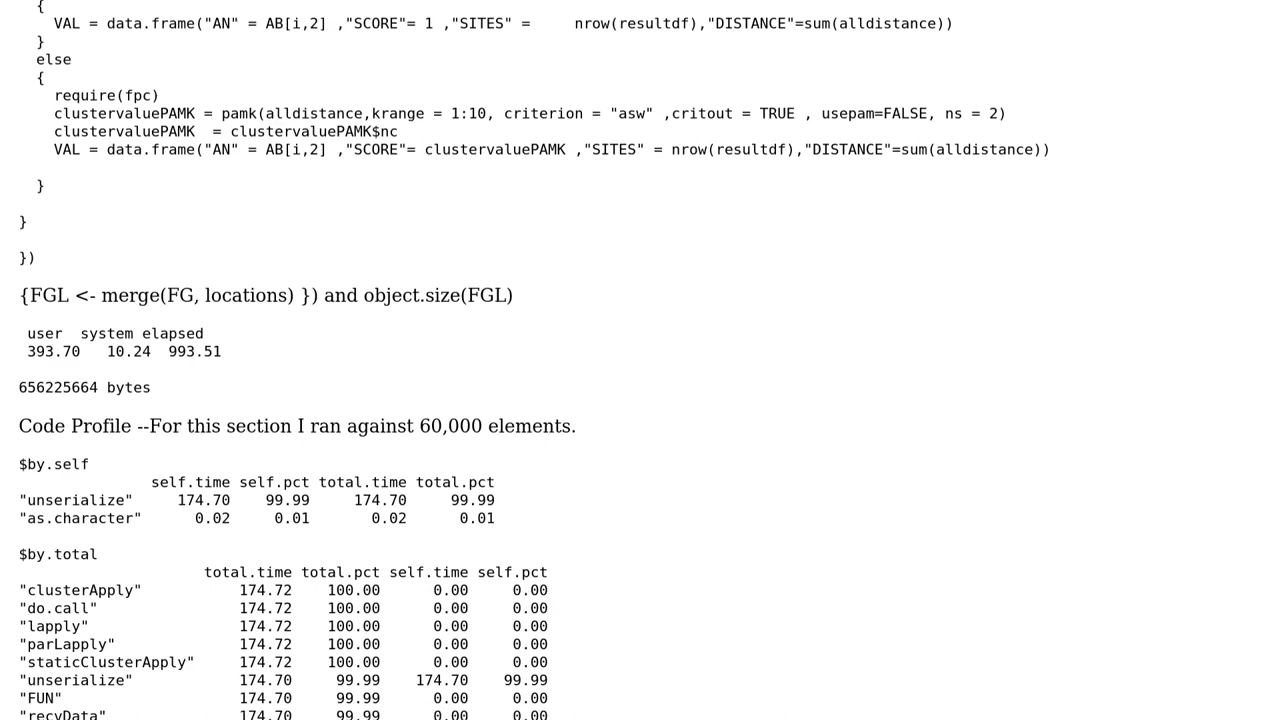 {
VAL = data.frame("AN" = AB[i,2] ,"SCORE"= 1 ,"SITES" =     nrow(resultdf),"DISTANCE"=sum(alldistance))
}
else
{
require(fpc)
clustervaluePAMK = pamk(alldistance,krange = 1:10, criterion = "asw" ,critout = TRUE , usepam=FALSE, ns = 2)
clustervaluePAMK  = clustervaluePAMK$nc
VAL = data.frame("AN" = AB[i,2] ,"SCORE"= clustervaluePAMK ,"SITES" = nrow(resultdf),"DISTANCE"=sum(alldistance))
}
}
})
{FGL <- merge(FG, locations) }) and object.size(FGL)
user  system elapsed
393.70   10.24  993.51
656225664 bytes
Code Profile --For this section I ran against 60,000 elements.
$by.self
self.time self.pct total.time total.pct
"unserialize"     174.70    99.99     174.70     99.99
"as.character"      0.02     0.01       0.02      0.01
$by.total
total.time total.pct self.time self.pct
"clusterApply"           174.72    100.00      0.00     0.00
"do.call"                174.72    100.00      0.00     0.00
"lapply"                 174.72    100.00      0.00     0.00
"parLapply"              174.72    100.00      0.00     0.00
"staticClusterApply"     174.72    100.00      0.00     0.00
"unserialize"            174.70     99.99    174.70    99.99
"FUN"                    174.70     99.99      0.00     0.00
"recvData"               174.70     99.99      0.00     0.00